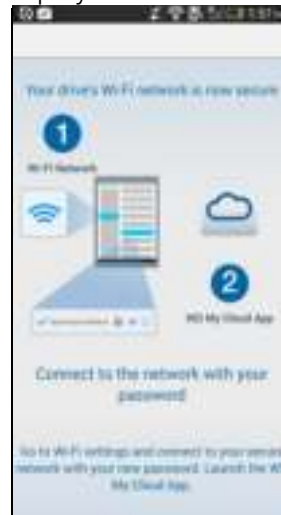 Your drive's Wi-Fi network is now secure
1
Wi-Fi Network
2
WD My Cloud App
Connect to the network with your
password
Go to Wi-Fi settings and connect to your secure
network with your new password. Launch the WD
My Cloud App.